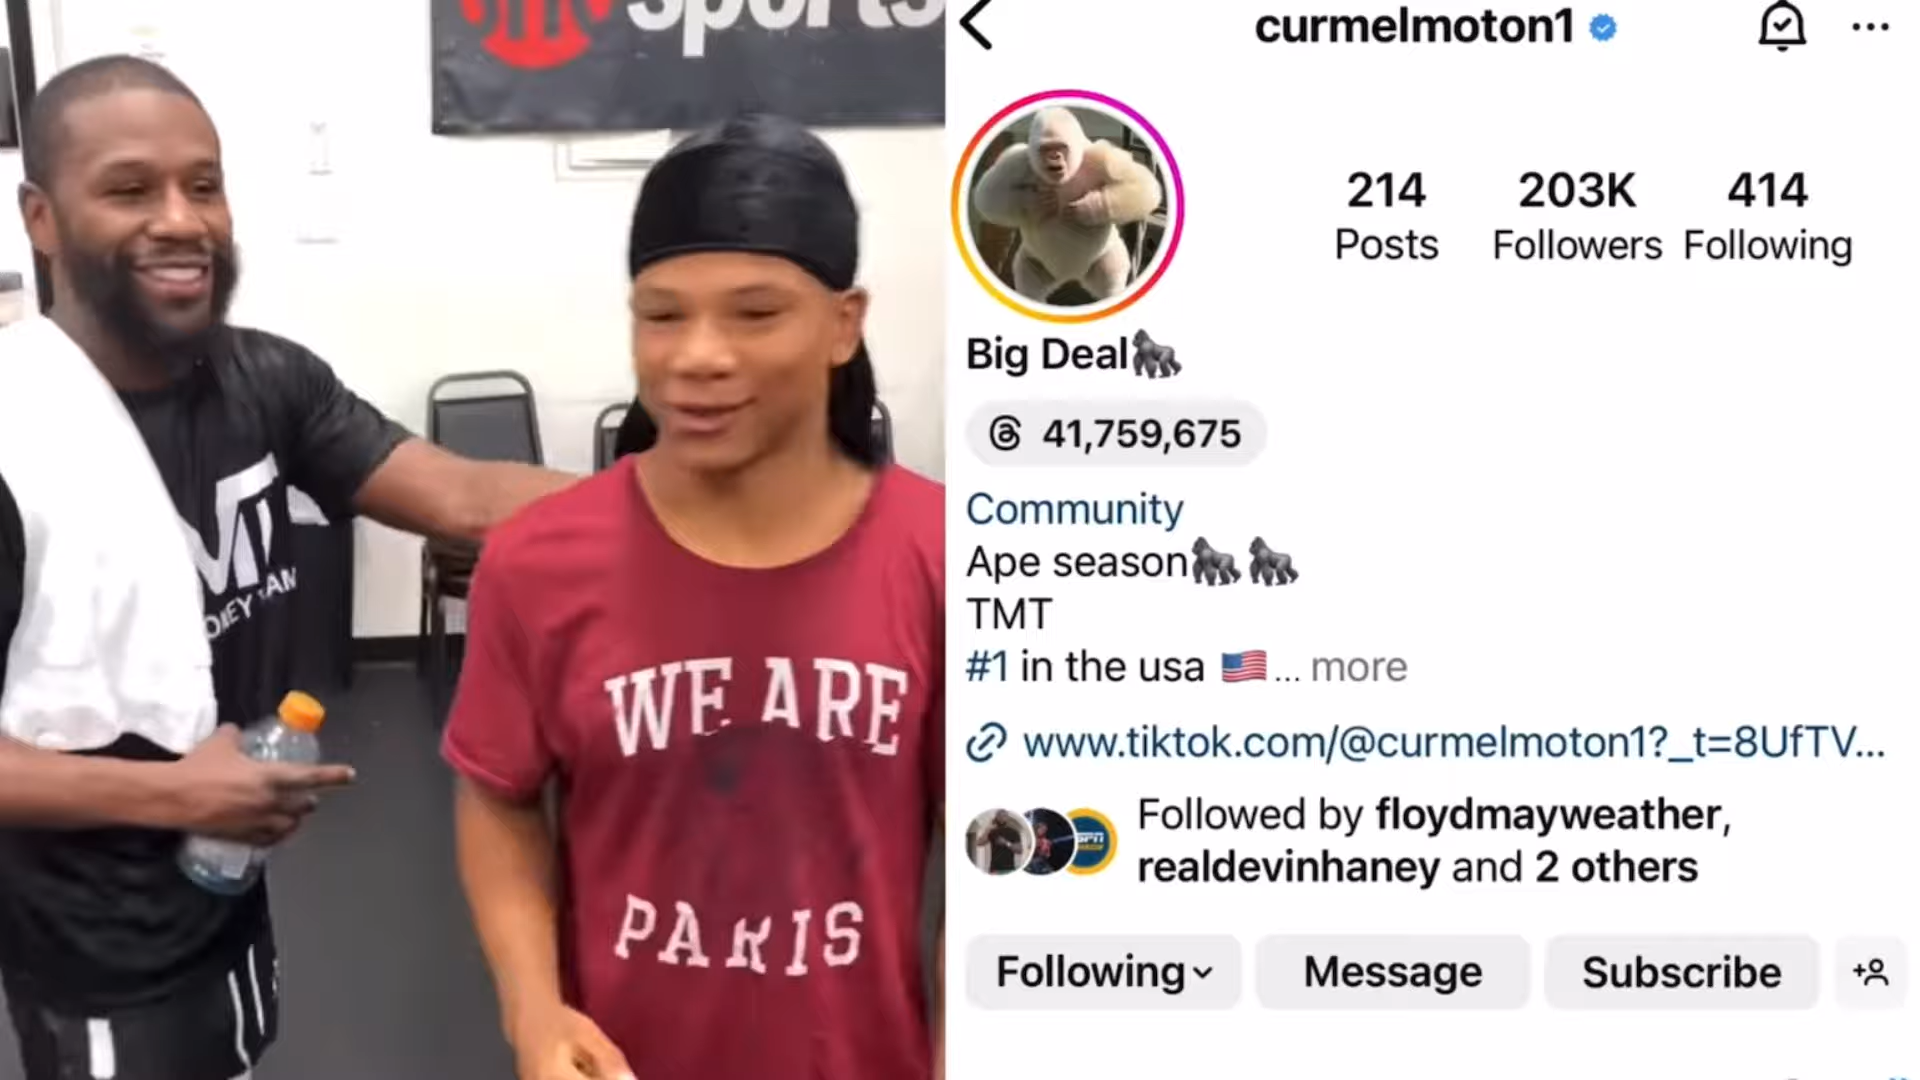 sports
TMT
WE ARE
PARIS
curmelmoton1
214
Posts
203K
Followers
414
Following
Big Deal🦍
41,759,675
Community
Ape season🦍🦍
TMT
#1 in the usa 🇺🇸... more
www.tiktok.com/@curmelmoton1?_t=8UfTV...
Followed by floydmayweather,
realdevinhaney and 2 others
Following
Message
Subscribe